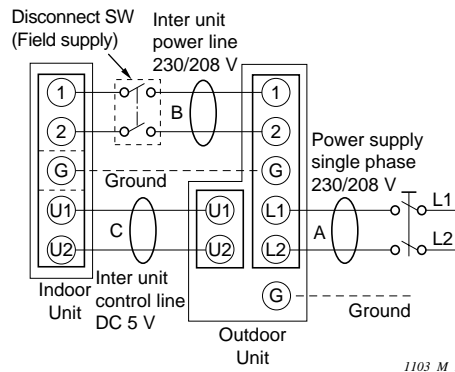 Disconnect SW
(Field supply)
Inter unit
power line
230/208 V
1
1
B
2
2
Power supply
single phase
230/208 V
G
G
Ground
U1
U1
L1
L1
C
A
U2
U2
L2
L2
Indoor
Unit
Inter unit
control line
DC 5 V
G
Ground
Outdoor
Unit
1103_M